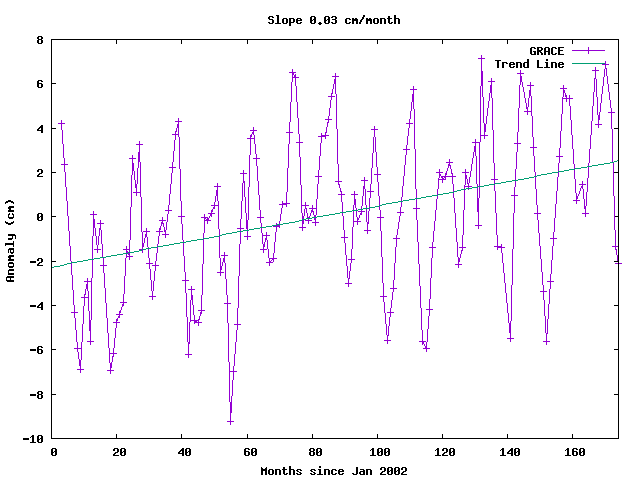 Slope 0.03 cm/month
8
GRACE
Trend Line
6
4
2
0
-2
-4
-6
-8
-10
Anomaly (cm)
0 20 40 60 80 100 120 140 160
Months since Jan 2002